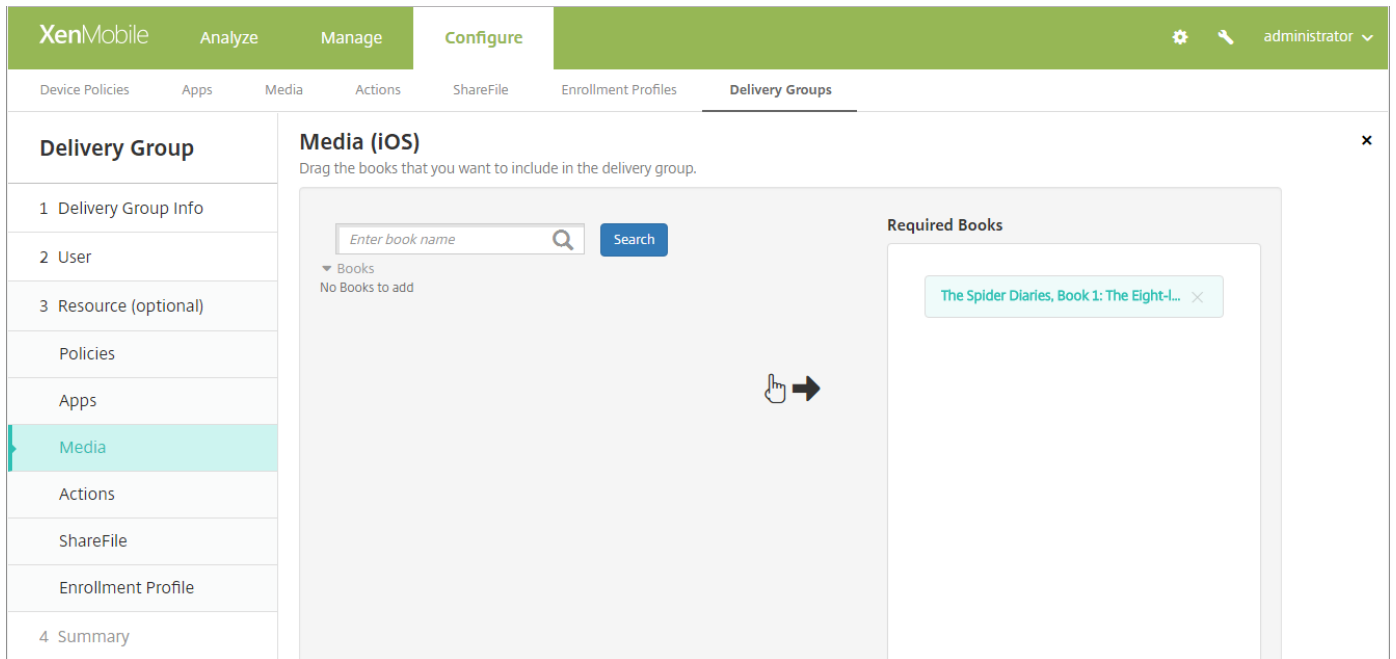 XenMobile Analyze Manage Configure administrator
Device Policies Apps Media Actions ShareFile Enrollment Profiles Delivery Groups
Delivery Group
1 Delivery Group Info
2 User
3 Resource (optional)
Policies
Apps
Media
Actions
ShareFile
Enrollment Profile
4 Summary
Media (iOS)
Drag the books that you want to include in the delivery group.
Enter book name Search
Books
No Books to add
Required Books
The Spider Diaries, Book 1: The Eight-l...